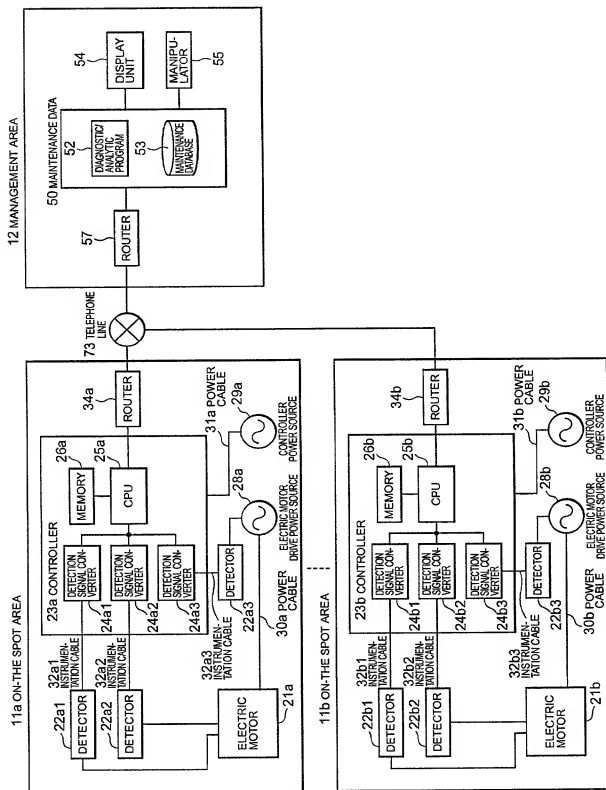 12 MANAGEMENT AREA
50 MAINTENANCE DATA
52
DIAGNOSTIC/
ANALYTIC
PROGRAM
53
MAINTENANCE
DATABASE
54
DISPLAY
UNIT
MANIPU-
LATOR
55
57
ROUTER
73 TELEPHONE
LINE
11a ON-THE SPOT AREA
34a
ROUTER
23a CONTROLLER
26a
MEMORY
25a
CPU
DETECTION
SIGNAL CON-
VERTER
24a1
DETECTION
SIGNAL CON-
VERTER
24a2
DETECTION
SIGNAL CON-
VERTER
24a3
31a POWER
CABLE
29a
CONTROLLER
POWER SOURCE
28a
ELECTRIC MOTOR
DRIVE POWER SOURCE
32a1
INSTRUMEN-
TATION CABLE
32a2
INSTRUMEN-
TATION CABLE
32a3
INSTRUMEN-
TATION CABLE
22a1
DETECTOR
22a2
DETECTOR
DETECTOR
22a3
30a POWER CABLE
ELECTRIC
MOTOR
21a
11b ON-THE SPOT AREA
34b
ROUTER
23b CONTROLLER
26b
MEMORY
25b
CPU
DETECTION
SIGNAL CON-
VERTER
24b1
DETECTION
SIGNAL CON-
VERTER
24b2
DETECTION
SIGNAL CON-
VERTER
24b3
31b POWER
CABLE
29b
CONTROLLER
POWER SOURCE
28b
ELECTRIC MOTOR
DRIVE POWER SOURCE
32b1
INSTRUMEN-
TATION CABLE
32b2
INSTRUMEN-
TATION CABLE
32b3
INSTRUMEN-
TATION CABLE
22b1
DETECTOR
22b2
DETECTOR
DETECTOR
22b3
30b POWER
CABLE
ELECTRIC
MOTOR
21b